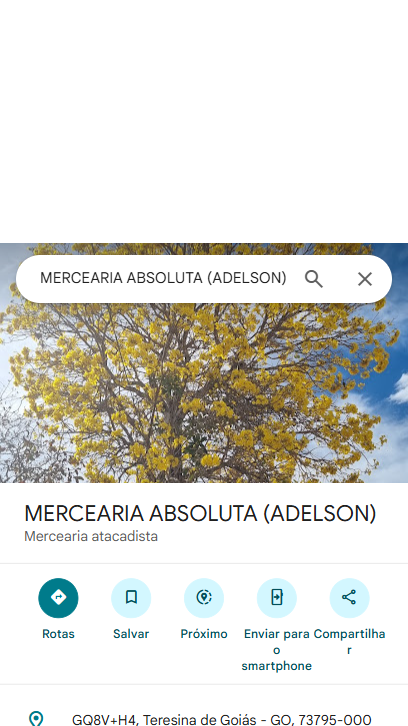 MERCEARIA ABSOLUTA (ADELSON)
MERCEARIA ABSOLUTA (ADELSON)
Mercearia atacadista
Rotas
Salvar
Próximo
Enviar para
o
smartphone
Compartilha
r
GQ8V+H4, Teresina de Goiás - GO, 73795-000